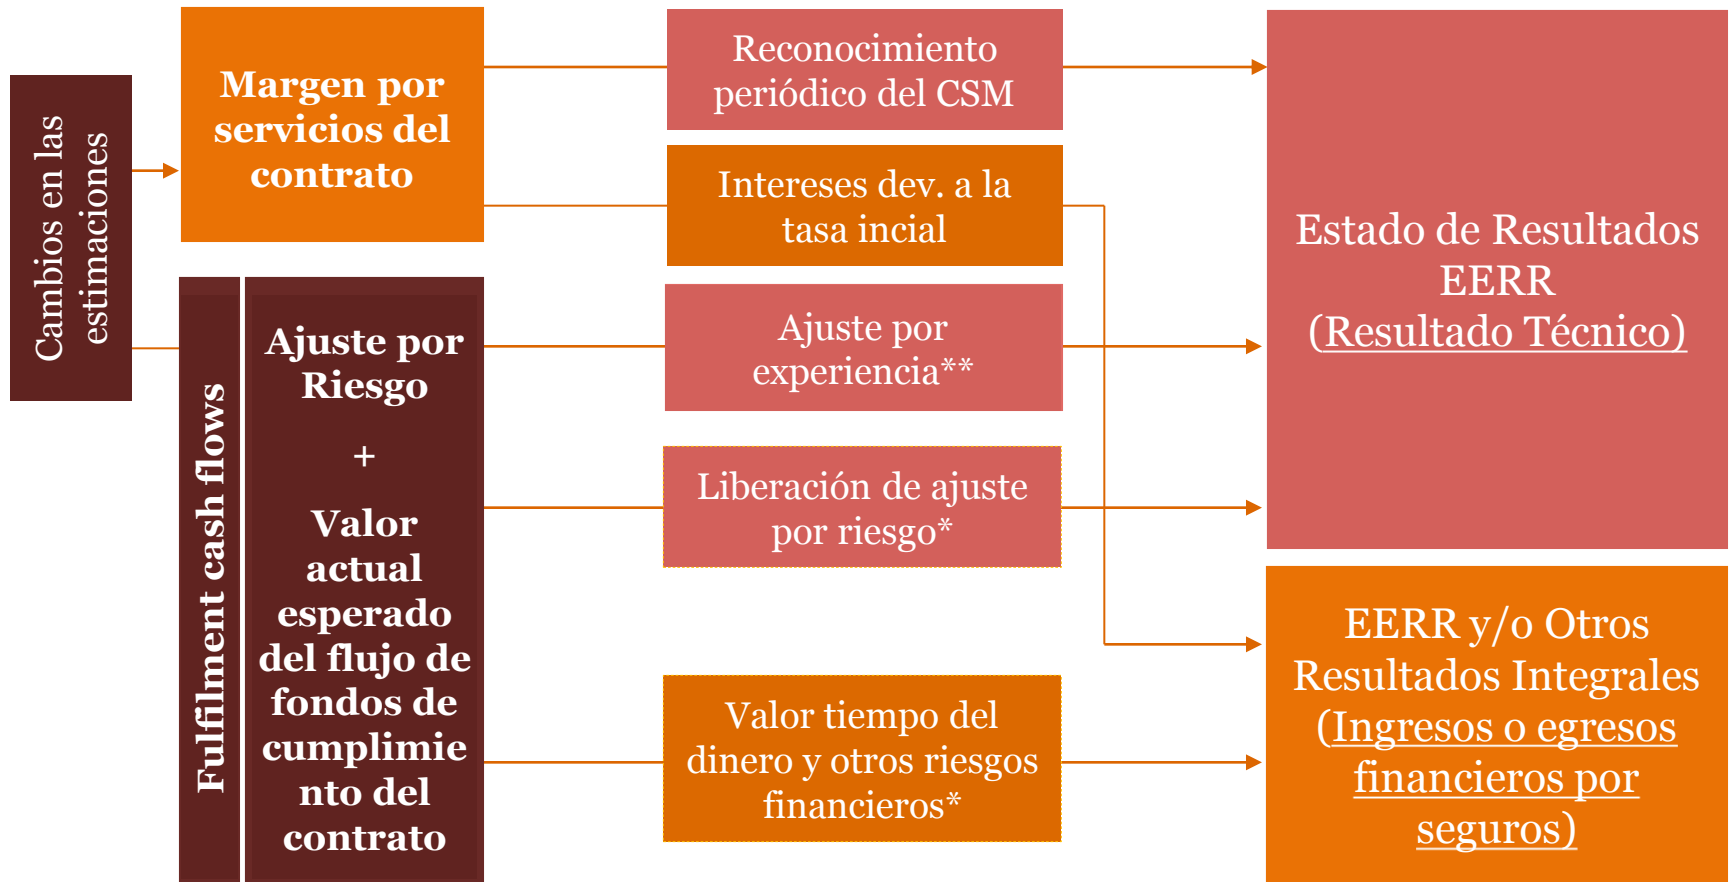 Cambios en las
estimaciones
Margen por
servicios del
contrato
Fulfilment cash flows
Ajuste por
Riesgo
+
Valor
actual
esperado
del flujo de
fondos de
cumplimie
nto del
contrato
Reconocimiento
periódico del CSM
Intereses dev. a la
tasa incial
Ajuste por
experiencia**
Liberación de ajuste
por riesgo*
Valor tiempo del
dinero y otros riesgos
financieros*
Estado de Resultados
EERR
(Resultado Técnico)
EERR y/o Otros
Resultados Integrales
(Ingresos o egresos
financieros por
seguros)